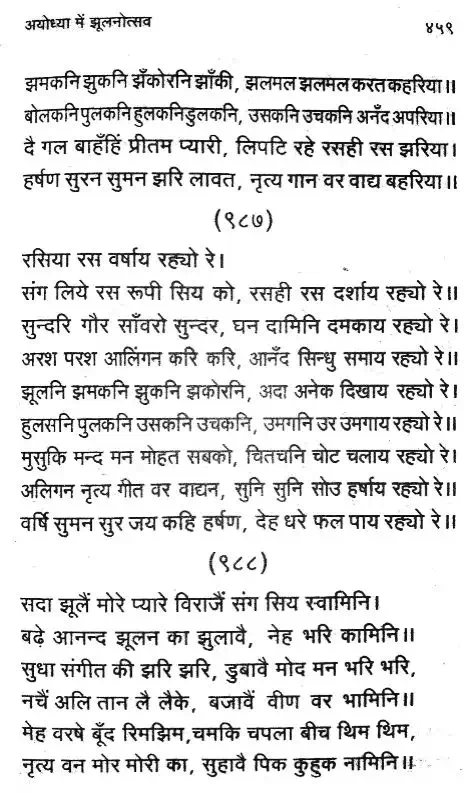 अयोध्या में झूलनोत्सव ४५९
झमकनि झुकनि झँकोरनि झाँकी, झलमल झलमल करत कहरिया॥
बोलकनि पुलकनि हुलकनि डुलकनि, उसकनि उचकनि अनँद अपरिया॥
दै गल बाहँहिं प्रीतम प्यारी, लिपटि रहे रसही रस झरिया।
हर्षण सुरन सुमन झरि लावत, नृत्य गान वर वाद्य बहरिया॥
(९८७)
रसिया रस वर्षाय रह्यो रे।
संग लिये रस रूपी सिय को, रसही रस दर्शाय रह्यो रे॥
सुन्दरि गौर साँवरो सुन्दर, घन दामिनि दमकाय रह्यो रे।
अरश परश आलिंगन करि करि, आनँद सिन्धु समाय रह्यो रे॥
झूलनि झमकनि झुकनि झकोरनि, अदा अनेक दिखाय रह्यो रे।
हुलसनि पुलकनि उसकनि उचकनि, उमगनि उर उमगाय रह्यो रे॥
मुसुकि मन्द मन मोहत सबको, चितचनि चोट चलाय रह्यो रे।
अलिगन नृत्य गीत वर वाद्यन, सुनि सुनि सोउ हर्षाय रह्यो रे॥
वर्षि सुमन सुर जय कहि हर्षण, देह धरे फल पाय रह्यो रे॥
(९८८)
सदा झूलैं मोरे प्यारे विराजैं संग सिय स्वामिनि।
बढ़े आनन्द झूलन का झुलावै, नेह भरि कामिनि॥
सुधा संगीत की झरि झरि, डुबावै मोद मन भरि भरि,
नचैं अलि तान लै लैके, बजावैं वीण वर भामिनि॥
मेह वरषे बूँद रिमझिम, चमकि चपला बीच थिम थिम,
नृत्य वन मोर मोरी का, सुहावै पिक कुहुक नामिनि॥